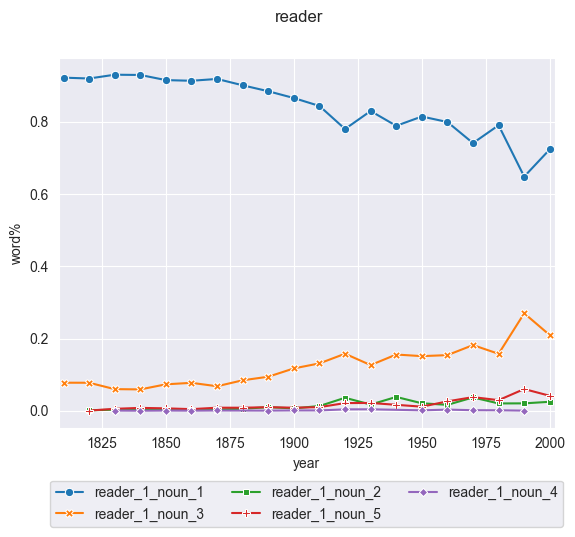 reader
0.8
0.6
0.4
0.2
0.0
word%
1825 1850 1875 1900 1925 1950 1975 2000
year
reader_1_noun_1 reader_1_noun_2 reader_1_noun_4
reader_1_noun_3 reader_1_noun_5